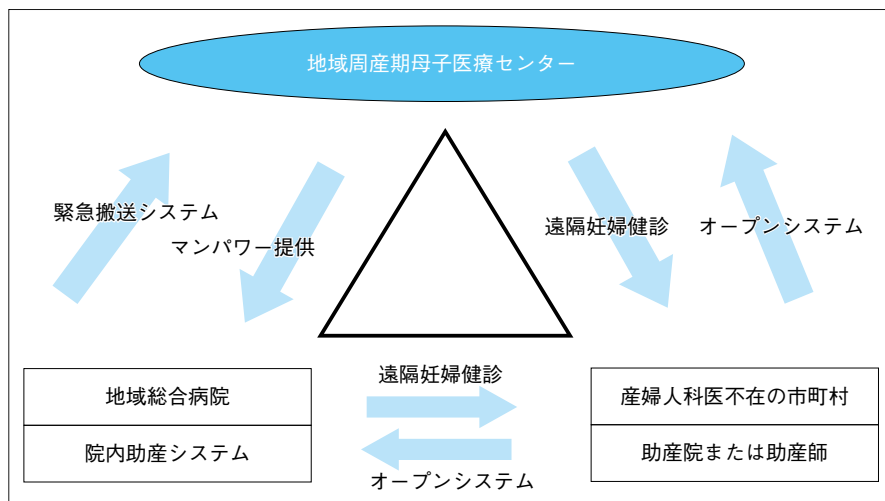 地域周産期母子医療センター
緊急搬送システム
マンパワー提供
遠隔妊婦健診
オープンシステム
地域総合病院
院内助産システム
遠隔妊婦健診
オープンシステム
産婦人科医不在の市町村
助産院または助産師